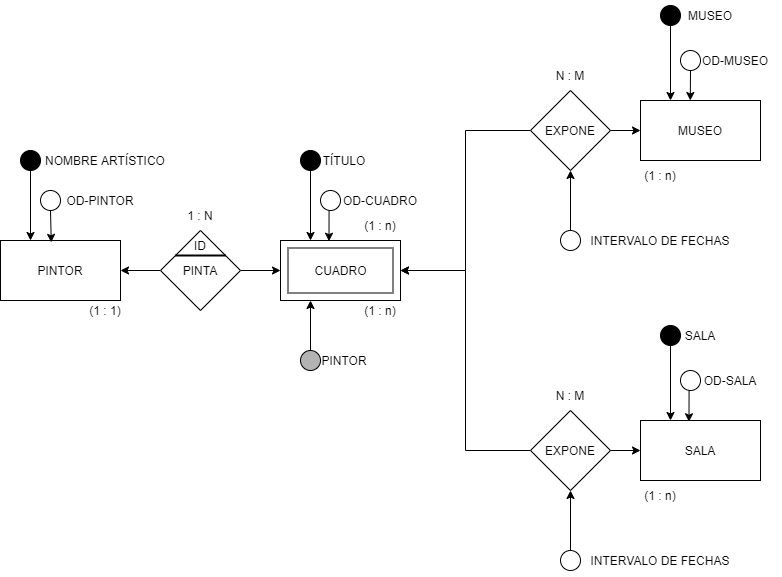 MUSEO
OD-MUSEO
N : M
EXPONE
MUSEO
(1 : n)
NOMBRE ARTÍSTICO
TÍTULO
OD-PINTOR
OD-CUADRO
1 : N
(1 : n)
INTERVALO DE FECHAS
ID
PINTOR
PINTA
CUADRO
(1 : 1)
(1 : n)
SALA
PINTOR
OD-SALA
N : M
EXPONE
SALA
(1 : n)
INTERVALO DE FECHAS